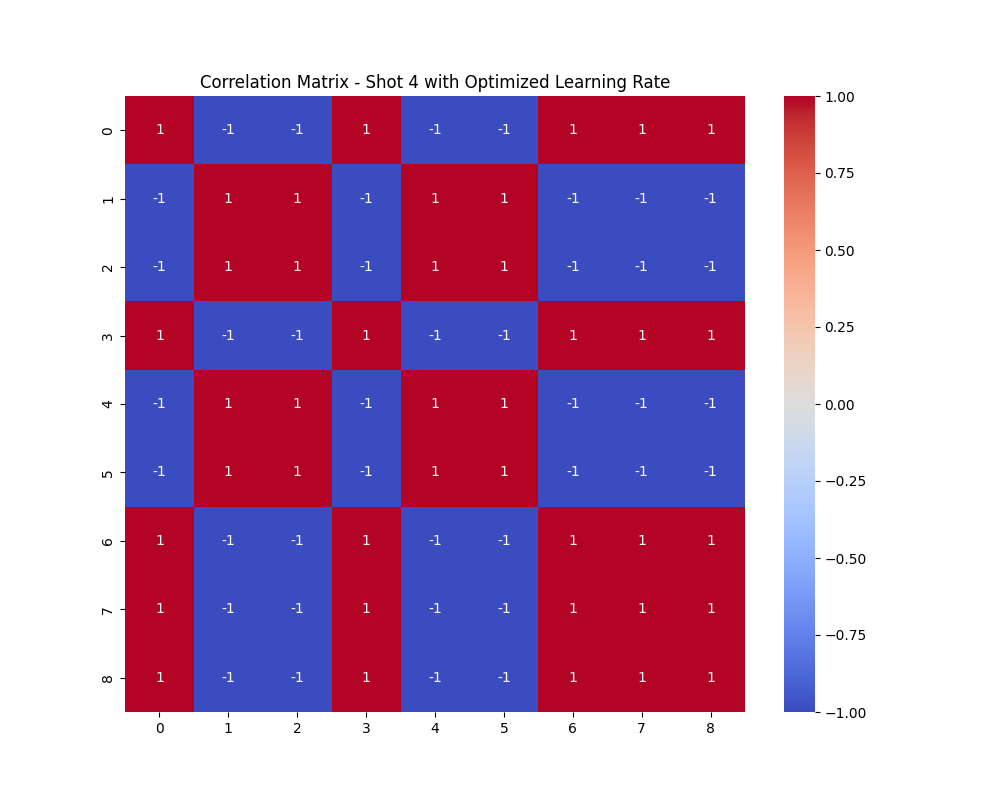 Correlation Matrix - Shot 4 with Optimized Learning Rate
0 1 -1 -1 1 -1 -1 1 1 1
1 -1 1 1 -1 1 1 -1 -1 -1
2 -1 1 1 -1 1 1 -1 -1 -1
3 1 -1 -1 1 -1 -1 1 1 1
4 -1 1 1 -1 1 1 -1 -1 -1
5 -1 1 1 -1 1 1 -1 -1 -1
6 1 -1 -1 1 -1 -1 1 1 1
7 1 -1 -1 1 -1 -1 1 1 1
8 1 -1 -1 1 -1 -1 1 1 1
0 1 2 3 4 5 6 7 8
1.00
0.75
0.50
0.25
0.00
−0.25
−0.50
−0.75
−1.00